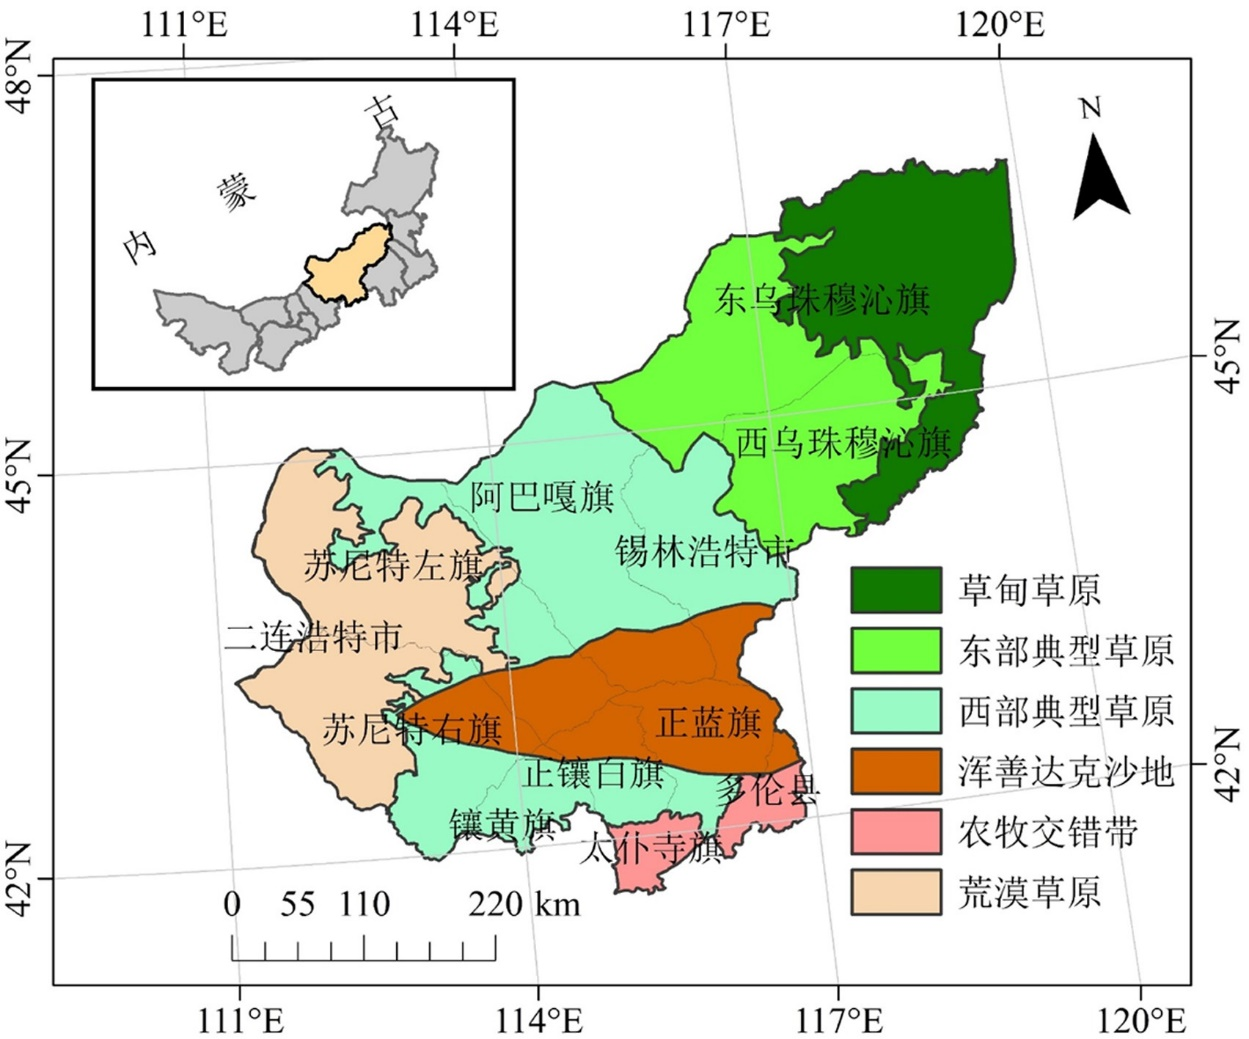 111°E 114°E 117°E 120°E
48°N
N
内 蒙 古
东乌珠穆沁旗
45°N
西乌珠穆沁旗
45°N
阿巴嘎旗
锡林浩特市
苏尼特左旗
二连浩特市
苏尼特右旗
正蓝旗
正镶白旗
多伦县
镶黄旗
太仆寺旗
草甸草原
东部典型草原
西部典型草原
浑善达克沙地
农牧交错带
荒漠草原
42°N
42°N
0 55 110 220 km
111°E 114°E 117°E 120°E